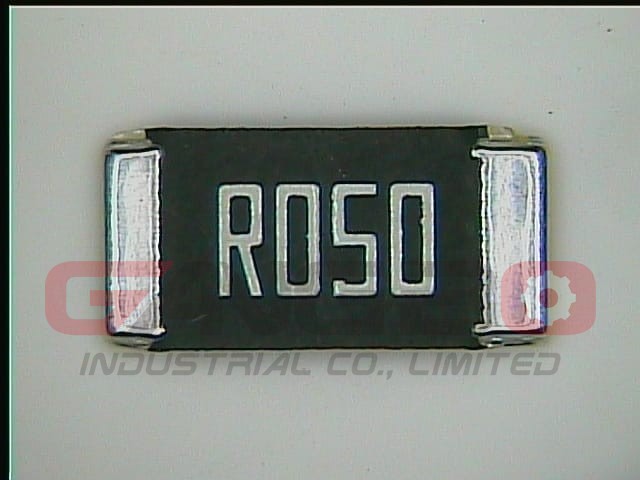 R050
INDUSTRIAL CO., LIMITED